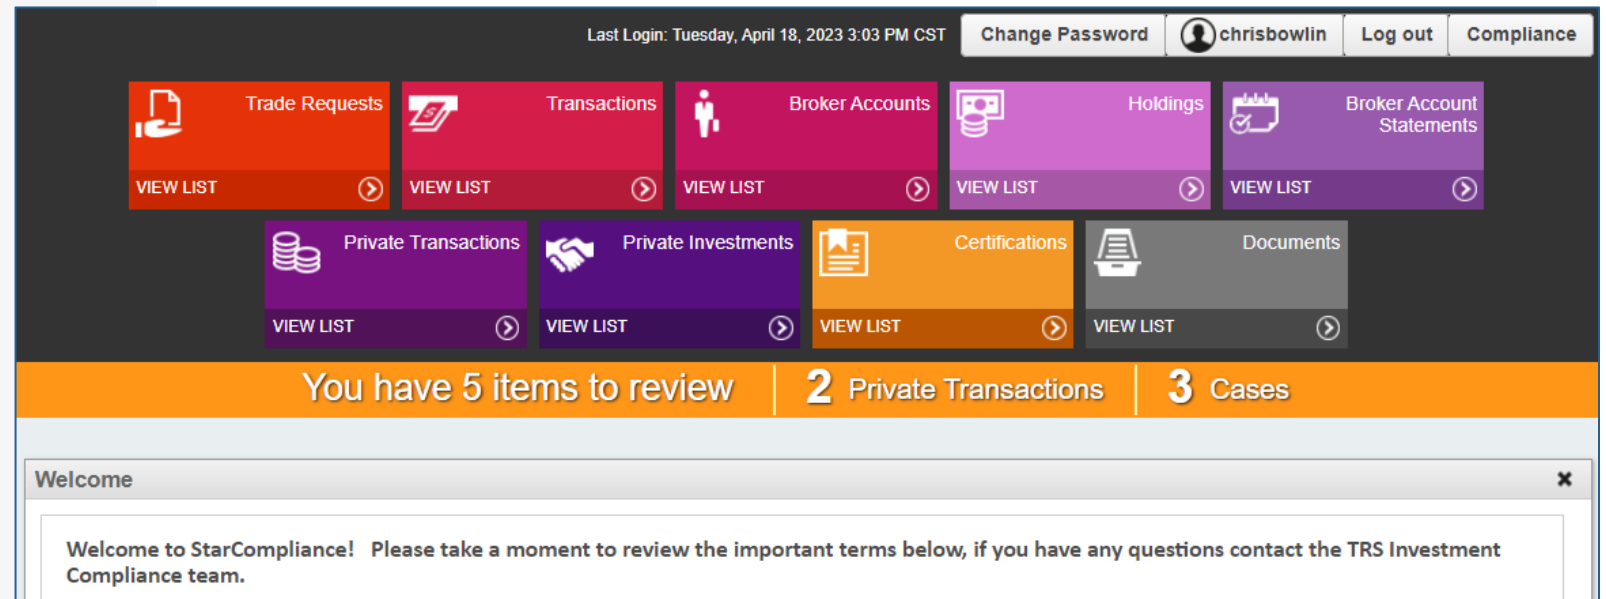 Last Login: Tuesday, April 18, 2023 3:03 PM CST
Change Password
chrisbowlin
Log out
Compliance
Trade Requests
VIEW LIST
Transactions
VIEW LIST
Broker Accounts
VIEW LIST
Holdings
VIEW LIST
Broker Account
Statements
VIEW LIST
Private Transactions
VIEW LIST
Private Investments
VIEW LIST
Certifications
VIEW LIST
Documents
VIEW LIST
You have 5 items to review
2 Private Transactions
3 Cases
Welcome
Welcome to StarCompliance! Please take a moment to review the important terms below, if you have any questions contact the TRS Investment
Compliance team.